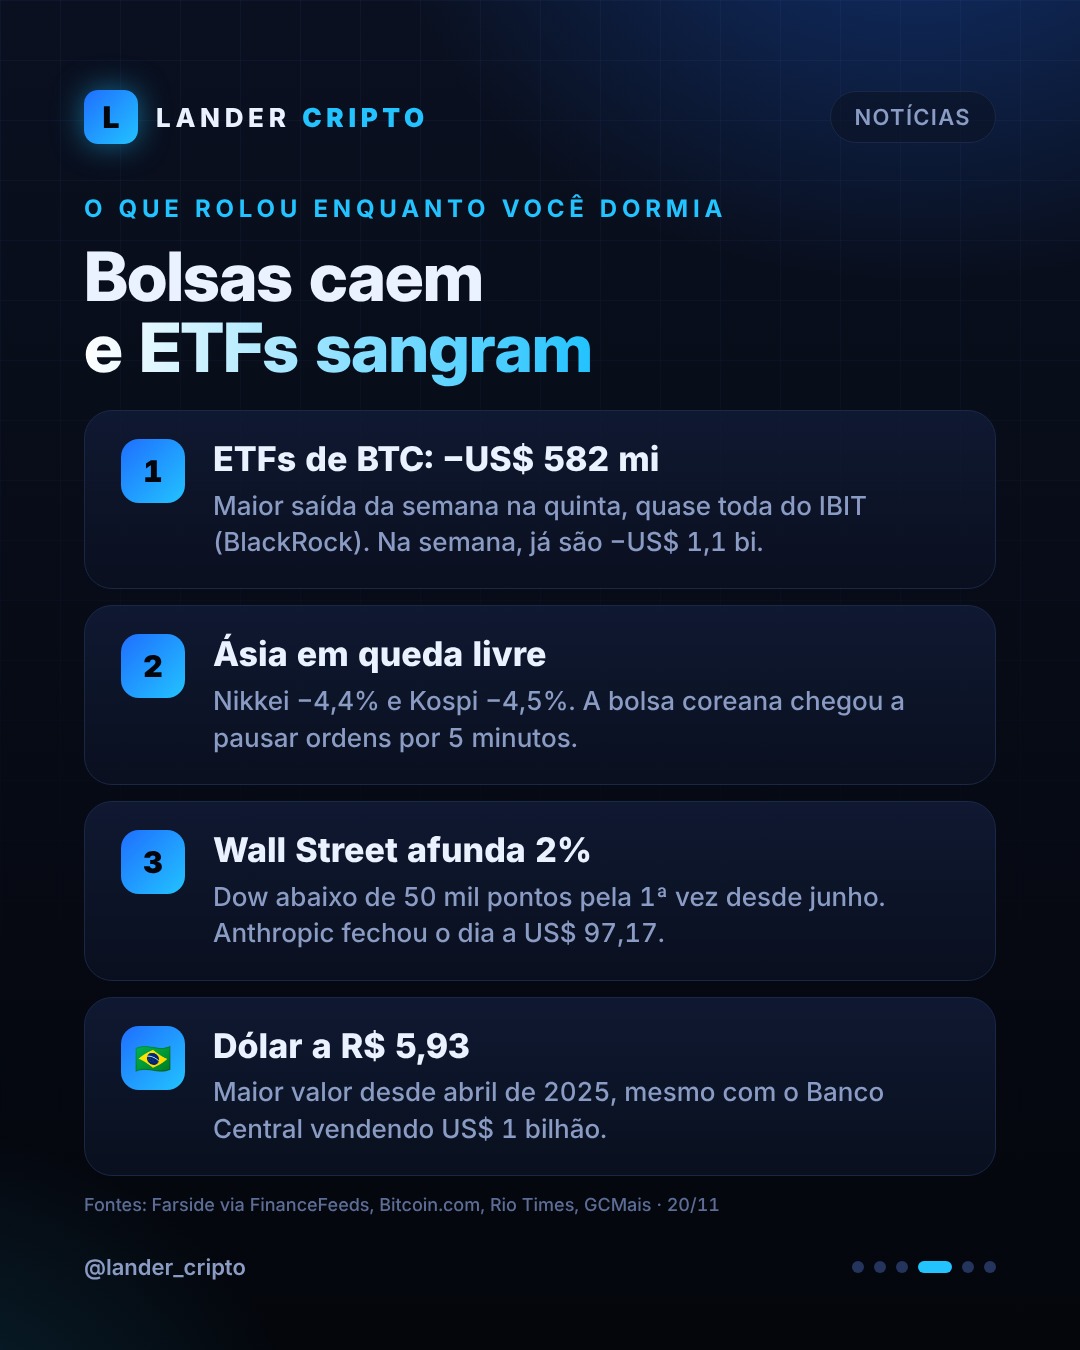 L
LANDER CRIPTO
NOTÍCIAS
O QUE ROLOU ENQUANTO VOCÊ DORMIA
Bolsas caem
e ETFs sangram
1
ETFs de BTC: −US$ 582 mi
Maior saída da semana na quinta, quase toda do IBIT
(BlackRock). Na semana, já são −US$ 1,1 bi.
2
Ásia em queda livre
Nikkei −4,4% e Kospi −4,5%. A bolsa coreana chegou a
pausar ordens por 5 minutos.
3
Wall Street afunda 2%
Dow abaixo de 50 mil pontos pela 1ª vez desde junho.
Anthropic fechou o dia a US$ 97,17.
Dólar a R$ 5,93
Maior valor desde abril de 2025, mesmo com o Banco
Central vendendo US$ 1 bilhão.
Fontes: Farside via FinanceFeeds, Bitcoin.com, Rio Times, GCMais · 20/11
@lander_cripto